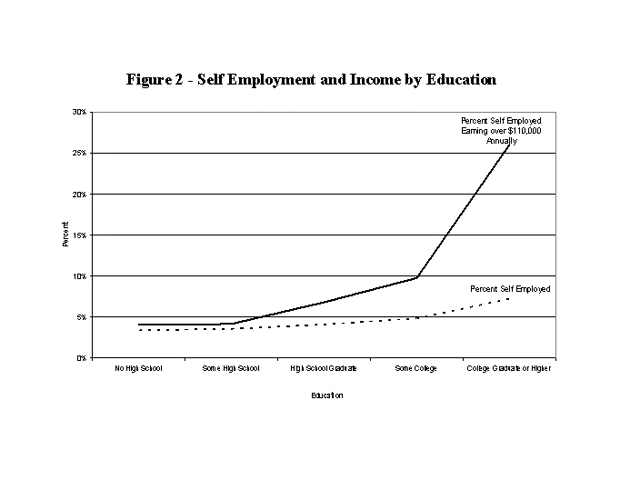 Figure 2 - Self Employment and Income by Education
30%
25%
20%
15%
10%
5%
0%
Percent
Percent Self Employed
Earning over $110,000
Annually
Percent Self Employed
No High School
Some High School
High School Graduate
Some College
College Graduate or Higher
Education